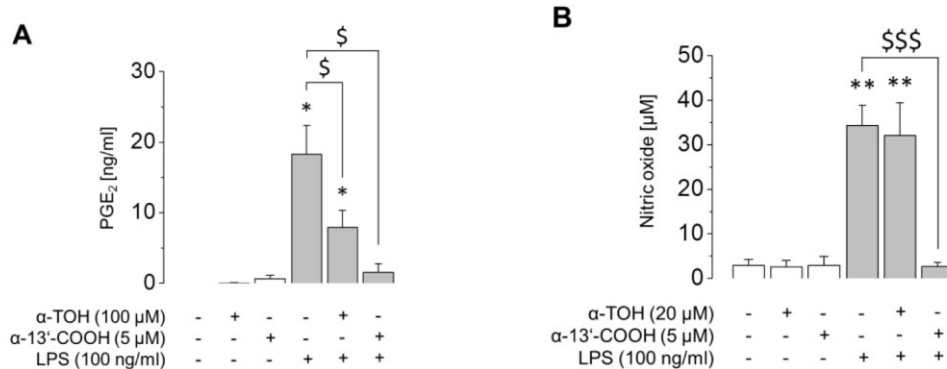 A
$
$
30
20
10
0
PGE₂ [ng/ml]
*
*
α-TOH (100 µM) - + - - + -
α-13'-COOH (5 µM) - - + - - +
LPS (100 ng/ml) - - - + + +
B
$$$
50
40
30
20
10
0
Nitric oxide [µM]
** **
α-TOH (20 µM) - + - - + -
α-13'-COOH (5 µM) - - + - - +
LPS (100 ng/ml) - - - + + +